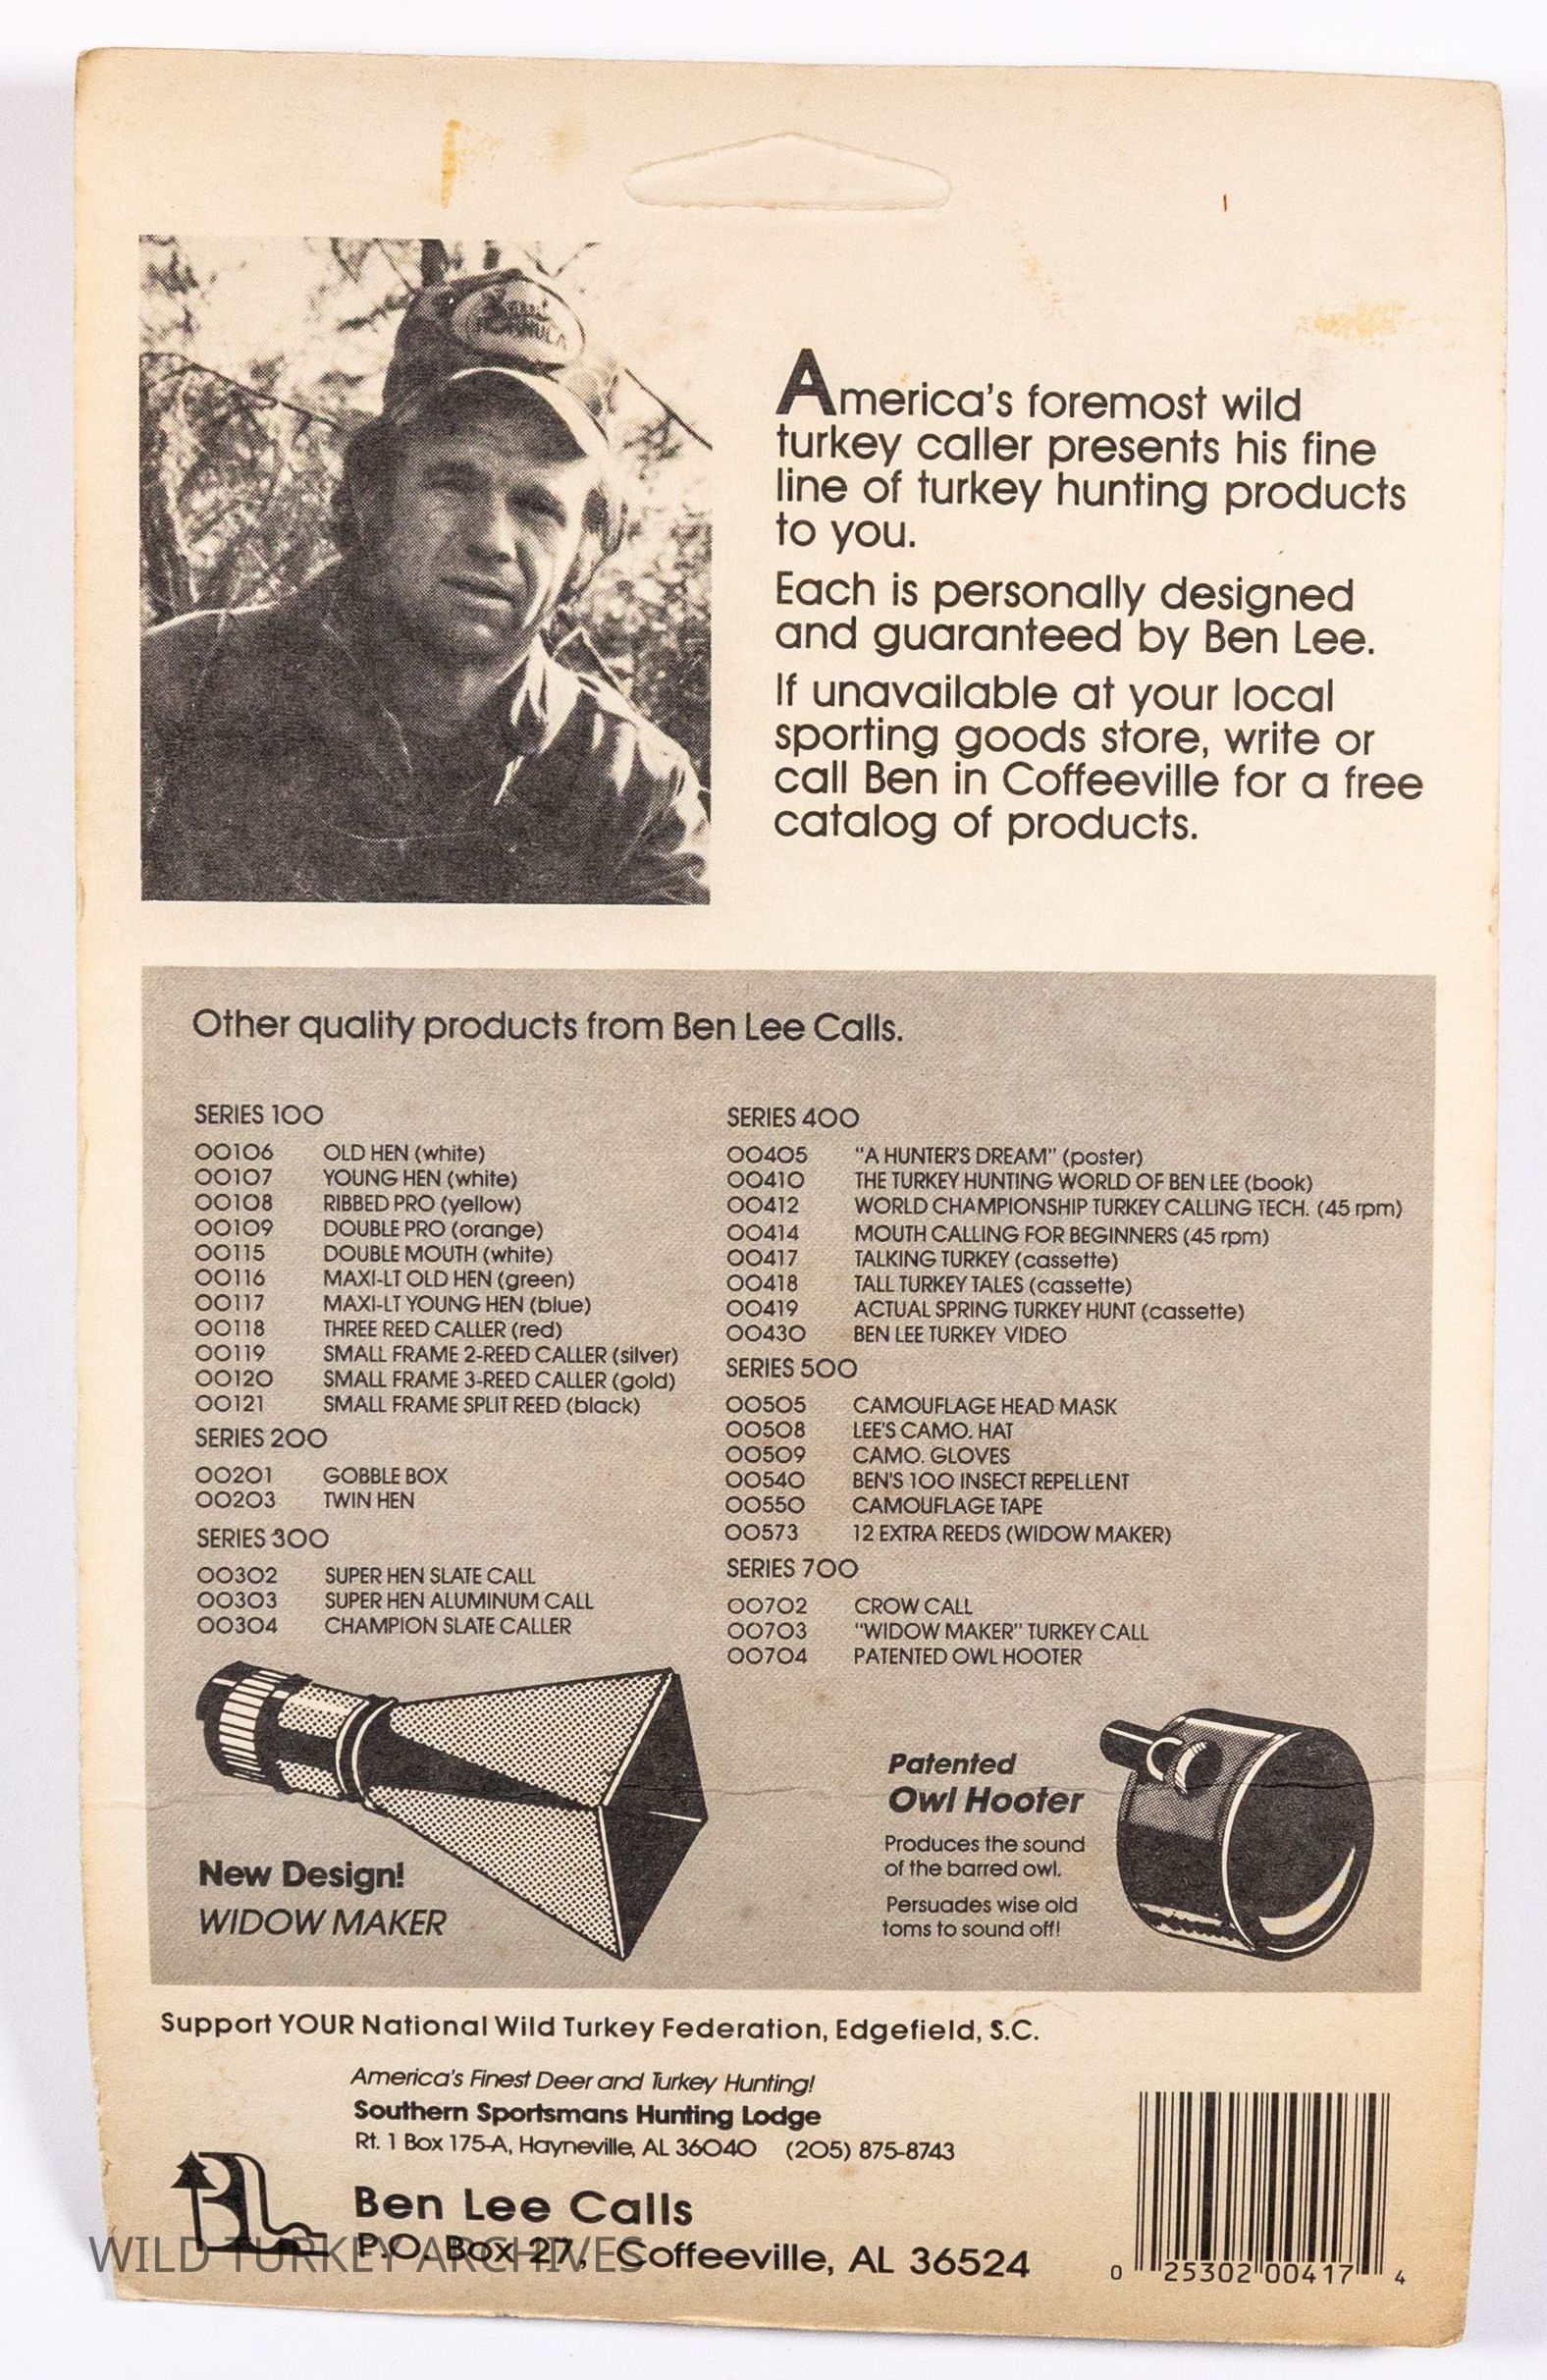 FORMULA
America's foremost wild
turkey caller presents his fine
line of turkey hunting products
to you.
Each is personally designed
and guaranteed by Ben Lee.
If unavailable at your local
sporting goods store, write or
call Ben in Coffeeville for a free
catalog of products.
Other quality products from Ben Lee Calls.
SERIES 100
00106 OLD HEN (white)
00107 YOUNG HEN (white)
00108 RIBBED PRO (yellow)
00109 DOUBLE PRO (orange)
00115 DOUBLE MOUTH (white)
00116 MAXI-LT OLD HEN (green)
00117 MAXI-LT YOUNG HEN (blue)
00118 THREE REED CALLER (red)
00119 SMALL FRAME 2-REED CALLER (silver)
00120 SMALL FRAME 3-REED CALLER (gold)
00121 SMALL FRAME SPLIT REED (black)
SERIES 200
00201 GOBBLE BOX
00203 TWIN HEN
SERIES 300
00302 SUPER HEN SLATE CALL
00303 SUPER HEN ALUMINUM CALL
00304 CHAMPION SLATE CALLER
SERIES 400
00405 "A HUNTER'S DREAM" (poster)
00410 THE TURKEY HUNTING WORLD OF BEN LEE (book)
00412 WORLD CHAMPIONSHIP TURKEY CALLING TECH. (45 rpm)
00414 MOUTH CALLING FOR BEGINNERS (45 rpm)
00417 TALKING TURKEY (cassette)
00418 TALL TURKEY TALES (cassette)
00419 ACTUAL SPRING TURKEY HUNT (cassette)
00430 BEN LEE TURKEY VIDEO
SERIES 500
00505 CAMOUFLAGE HEAD MASK
00508 LEE'S CAMO. HAT
00509 CAMO. GLOVES
00540 BEN'S 100 INSECT REPELLENT
00550 CAMOUFLAGE TAPE
00573 12 EXTRA REEDS (WIDOW MAKER)
SERIES 700
00702 CROW CALL
00703 "WIDOW MAKER" TURKEY CALL
00704 PATENTED OWL HOOTER
New Design!
WIDOW MAKER
Patented
Owl Hooter
Produces the sound
of the barred owl.
Persuades wise old
toms to sound off!
Support YOUR National Wild Turkey Federation, Edgefield, S.C.
America's Finest Deer and Turkey Hunting!
Southern Sportsmans Hunting Lodge
Rt. 1 Box 175-A, Hayneville, AL 36040 (205) 875-8743
BL
Ben Lee Calls
P.O. Box 27, Coffeeville, AL 36524
WILD TURKEY ARCHIVES
0 25302 00417 4